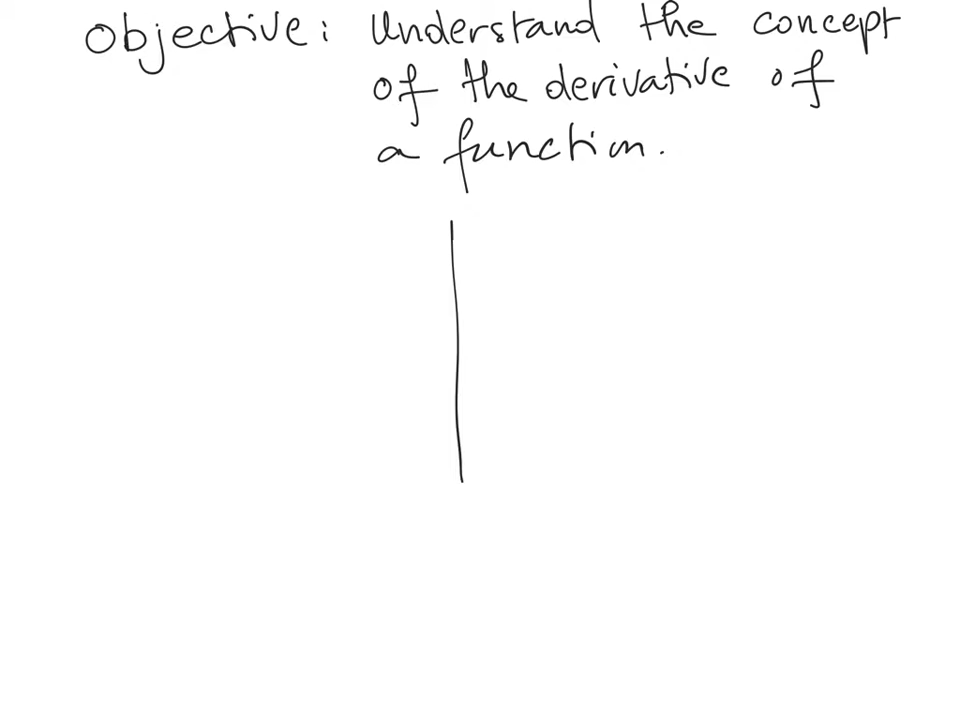 Objective: Understand the concept
of the derivative of
a function.